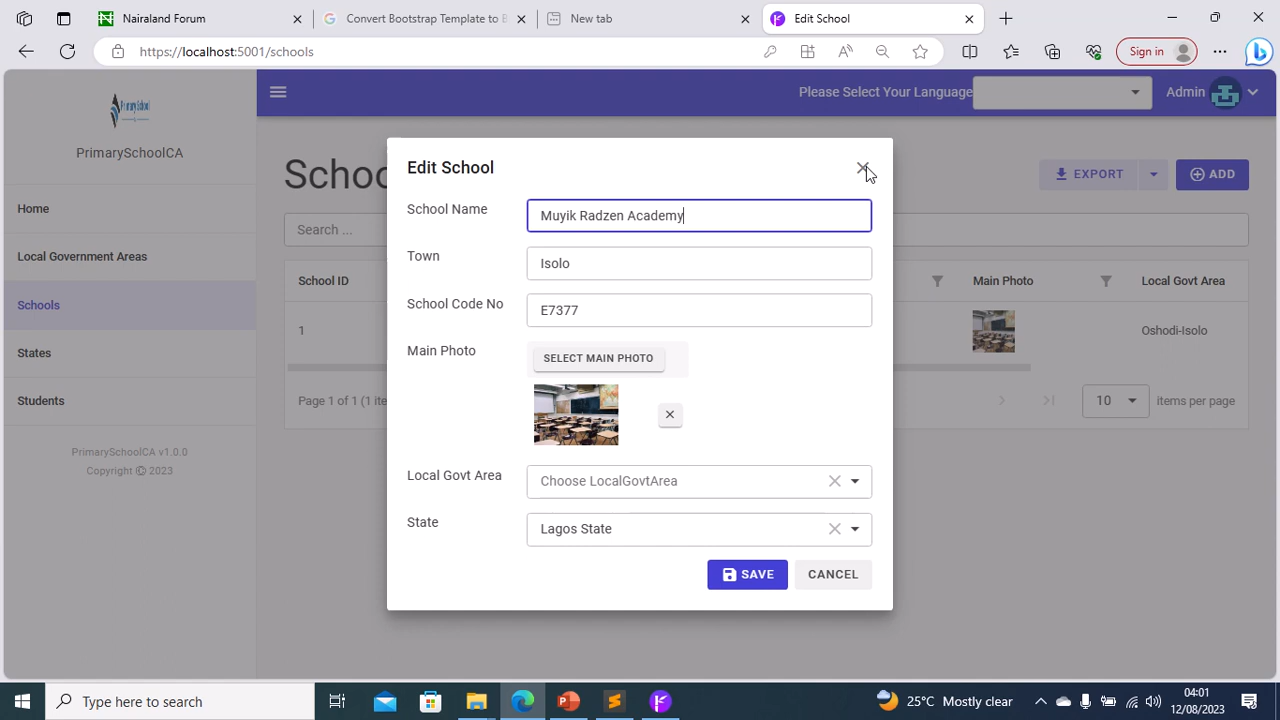 Nairaland Forum
Convert Bootstrap Template to B
New tab
Edit School
https://localhost:5001/schools
Sign in
PrimarySchoolCA
Please Select Your Language
Admin
Home
Local Government Areas
Schools
States
Students
PrimarySchoolCA v1.0.0
Copyright © 2023
Schoo
EXPORT
ADD
Search ...
School ID
Main Photo
Local Govt Area
1
Oshodi-Isolo
Page 1 of 1 (1 ite
10
items per page
Edit School
School Name
Muyik Radzen Academy
Town
Isolo
School Code No
E7377
Main Photo
SELECT MAIN PHOTO
Local Govt Area
Choose LocalGovtArea
State
Lagos State
SAVE
CANCEL
Type here to search
25°C Mostly clear
04:01
12/08/2023